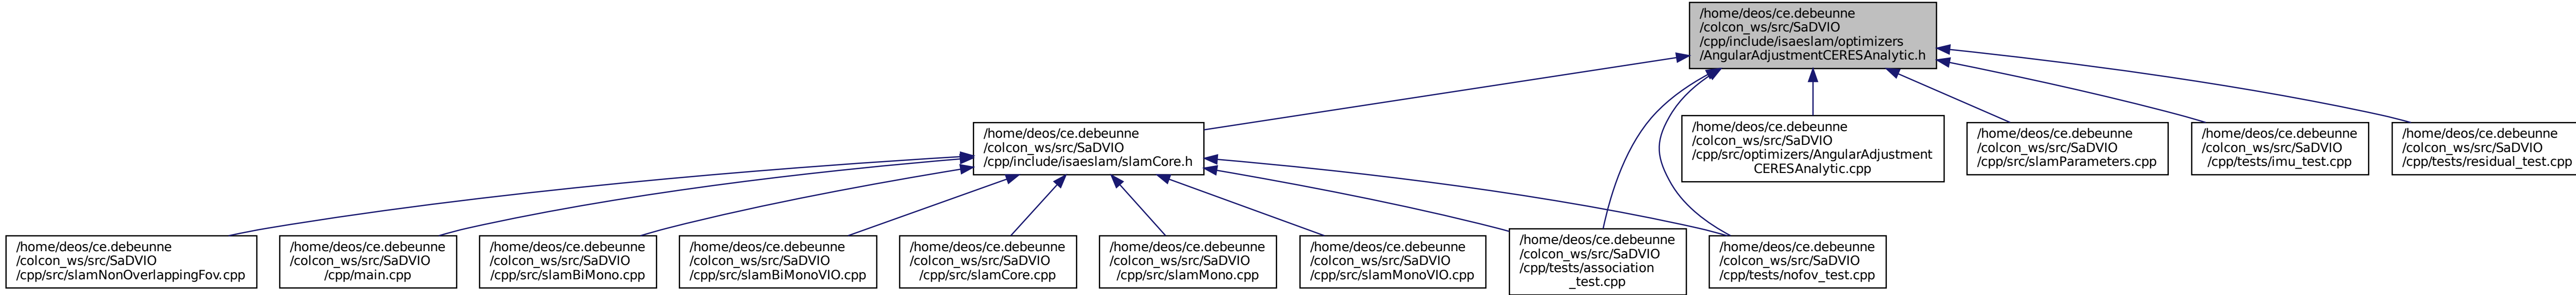 /home/deos/ce.debeunne
/colcon_ws/src/SaDVIO
/cpp/include/isaeslam/optimizers
/AngularAdjustmentCERESAnalytic.h
/home/deos/ce.debeunne
/colcon_ws/src/SaDVIO
/cpp/include/isaeslam/slamCore.h
/home/deos/ce.debeunne
/colcon_ws/src/SaDVIO
/cpp/src/optimizers/AngularAdjustment
CERESAnalytic.cpp
/home/deos/ce.debeunne
/colcon_ws/src/SaDVIO
/cpp/src/slamParameters.cpp
/home/deos/ce.debeunne
/colcon_ws/src/SaDVIO
/cpp/tests/imu_test.cpp
/home/deos/ce.debeunne
/colcon_ws/src/SaDVIO
/cpp/tests/residual_test.cpp
/home/deos/ce.debeunne
/colcon_ws/src/SaDVIO
/cpp/src/slamNonOverlappingFov.cpp
/home/deos/ce.debeunne
/colcon_ws/src/SaDVIO
/cpp/main.cpp
/home/deos/ce.debeunne
/colcon_ws/src/SaDVIO
/cpp/src/slamBiMono.cpp
/home/deos/ce.debeunne
/colcon_ws/src/SaDVIO
/cpp/src/slamBiMonoVIO.cpp
/home/deos/ce.debeunne
/colcon_ws/src/SaDVIO
/cpp/src/slamCore.cpp
/home/deos/ce.debeunne
/colcon_ws/src/SaDVIO
/cpp/src/slamMono.cpp
/home/deos/ce.debeunne
/colcon_ws/src/SaDVIO
/cpp/src/slamMonoVIO.cpp
/home/deos/ce.debeunne
/colcon_ws/src/SaDVIO
/cpp/tests/association
_test.cpp
/home/deos/ce.debeunne
/colcon_ws/src/SaDVIO
/cpp/tests/nofov_test.cpp